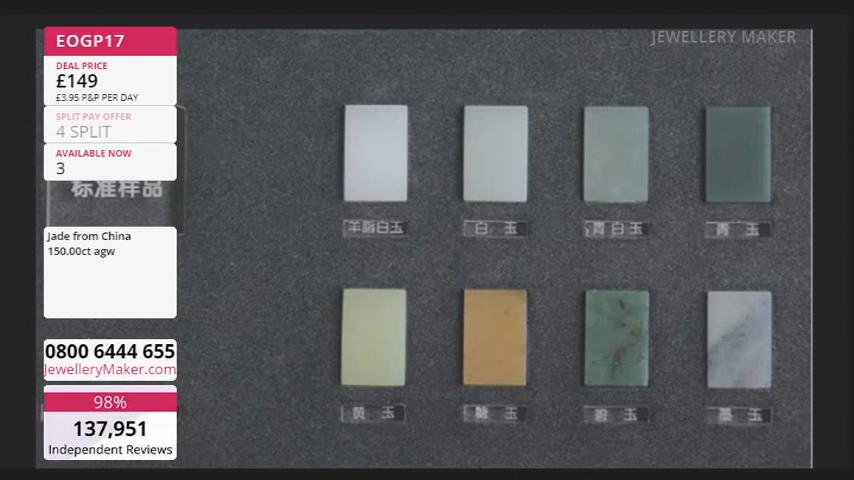 JEWELLERY MAKER
EOGP17
DEAL PRICE
£149
£3.95 P&P PER DAY
SPLIT PAY OFFER
4 SPLIT
AVAILABLE NOW
3
标准样品
Jade from China
150.00ct agw
0800 6444 655
JewelleryMaker.com
98%
137,951
Independent Reviews
羊脂白玉
白 玉
青白玉
青 玉
黄 玉
糖 玉
碧 玉
墨 玉